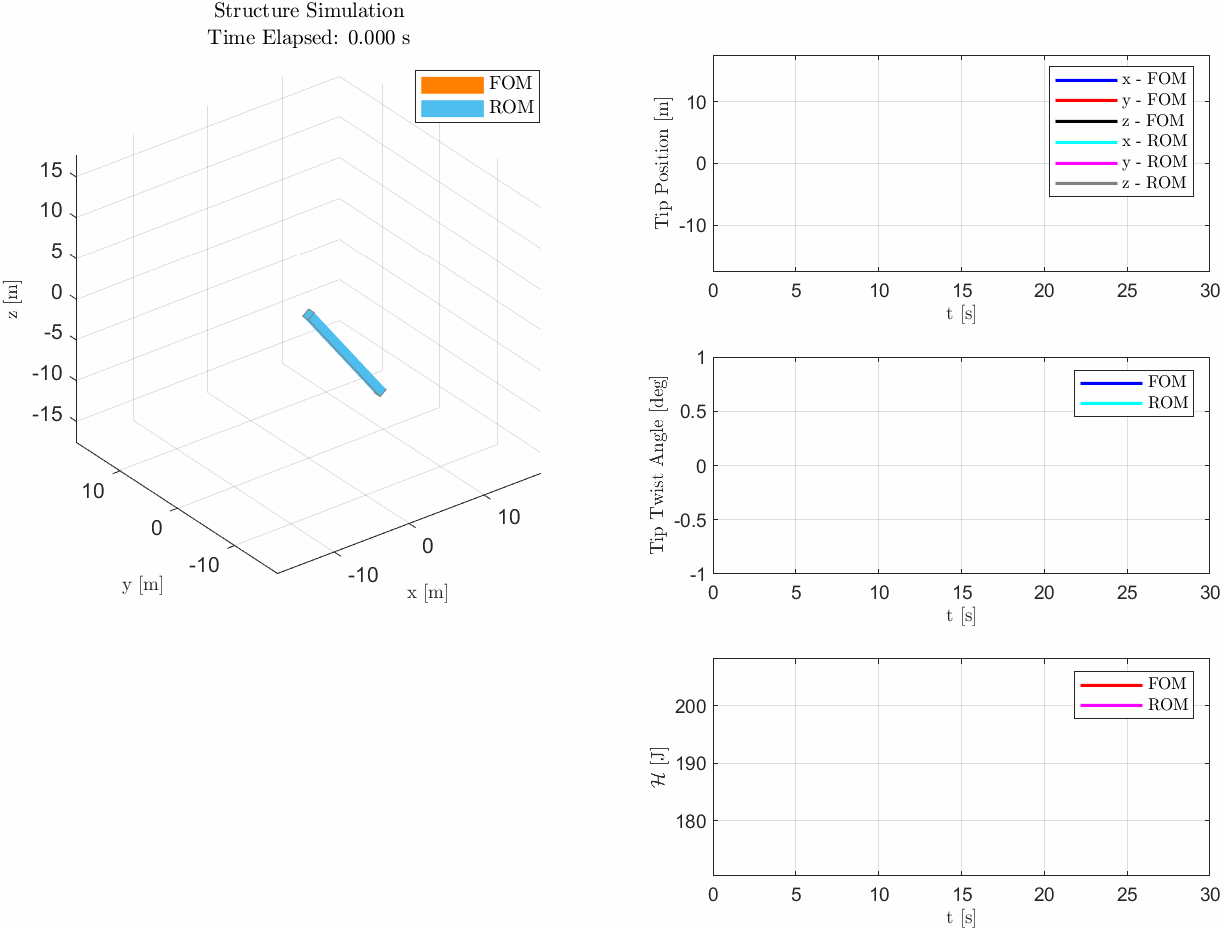 Structure Simulation
Time Elapsed: 0.000 s
FOM
ROM
15
10
5
0
-5
-10
-15
z [m]
10
0
-10
y [m]
-10
0
10
x [m]
10
0
-10
Tip Position [m]
x - FOM
y - FOM
z - FOM
x - ROM
y - ROM
z - ROM
0 5 10 15 20 25 30
t [s]
1
0.5
0
-0.5
-1
Tip Twist Angle [deg]
FOM
ROM
0 5 10 15 20 25 30
t [s]
200
190
180
ℋ [J]
FOM
ROM
0 5 10 15 20 25 30
t [s]